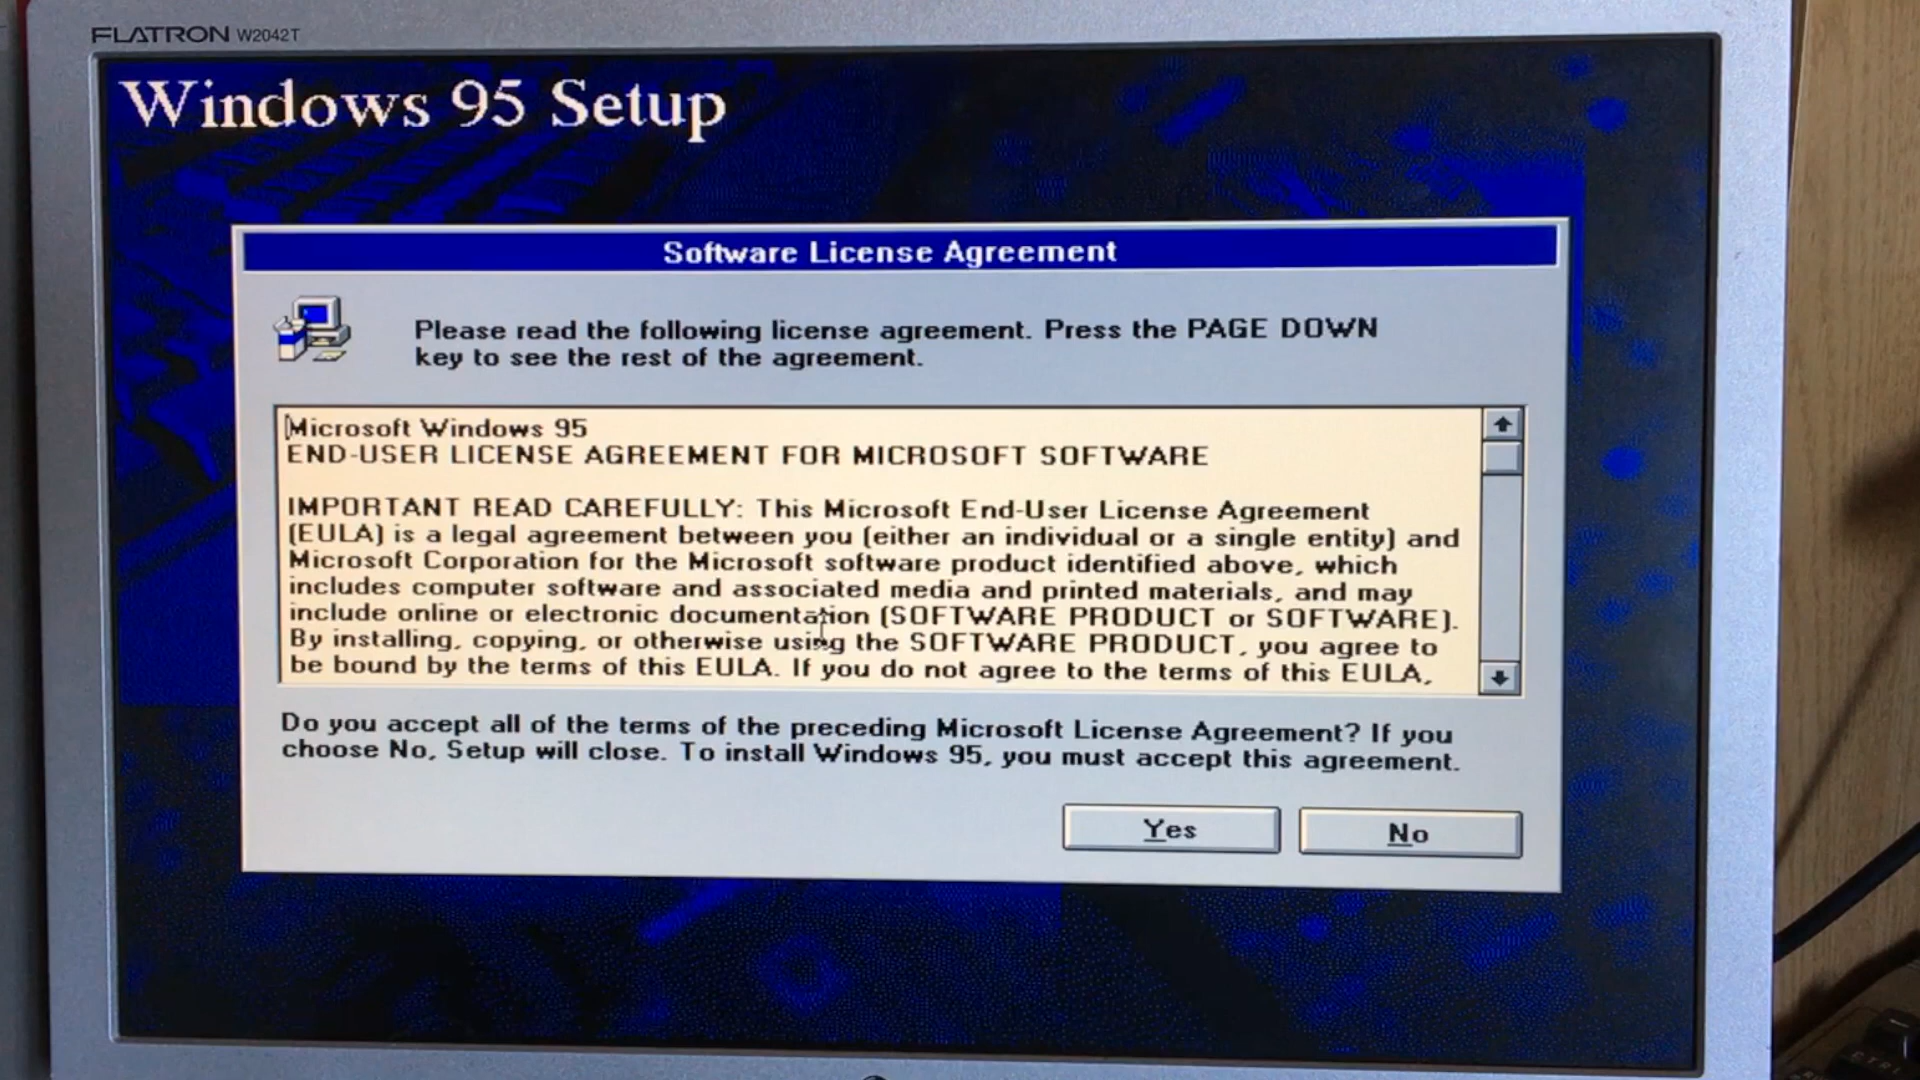 FLATRON W2042T
Windows 95 Setup
Software License Agreement
Please read the following license agreement. Press the PAGE DOWN
key to see the rest of the agreement.
Microsoft Windows 95
END-USER LICENSE AGREEMENT FOR MICROSOFT SOFTWARE
IMPORTANT READ CAREFULLY: This Microsoft End-User License Agreement
(EULA) is a legal agreement between you (either an individual or a single entity) and
Microsoft Corporation for the Microsoft software product identified above, which
includes computer software and associated media and printed materials, and may
include online or electronic documentation (SOFTWARE PRODUCT or SOFTWARE).
By installing, copying, or otherwise using the SOFTWARE PRODUCT, you agree to
be bound by the terms of this EULA. If you do not agree to the terms of this EULA,
Do you accept all of the terms of the preceding Microsoft License Agreement? If you
choose No, Setup will close. To install Windows 95, you must accept this agreement.
Yes
No